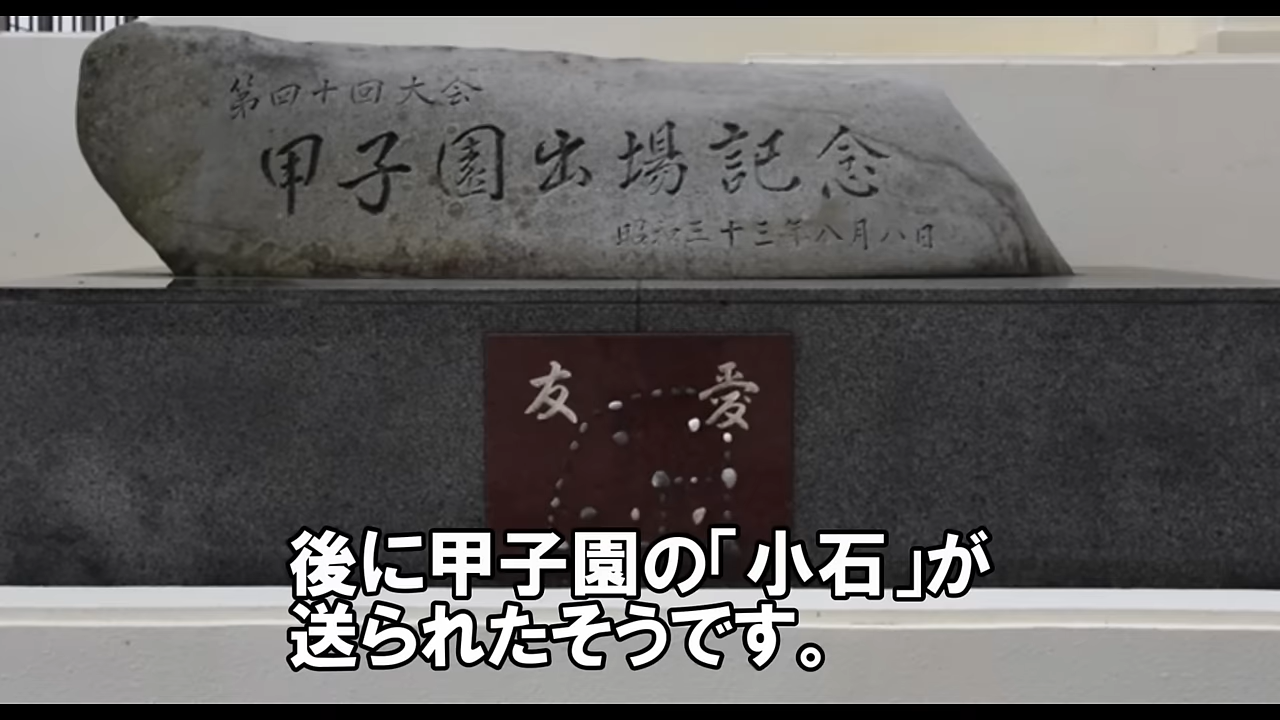 第四十回大会
甲子園出場記念
昭和三十三年八月八日
友愛
後に甲子園の「小石」が
送られたそうです。